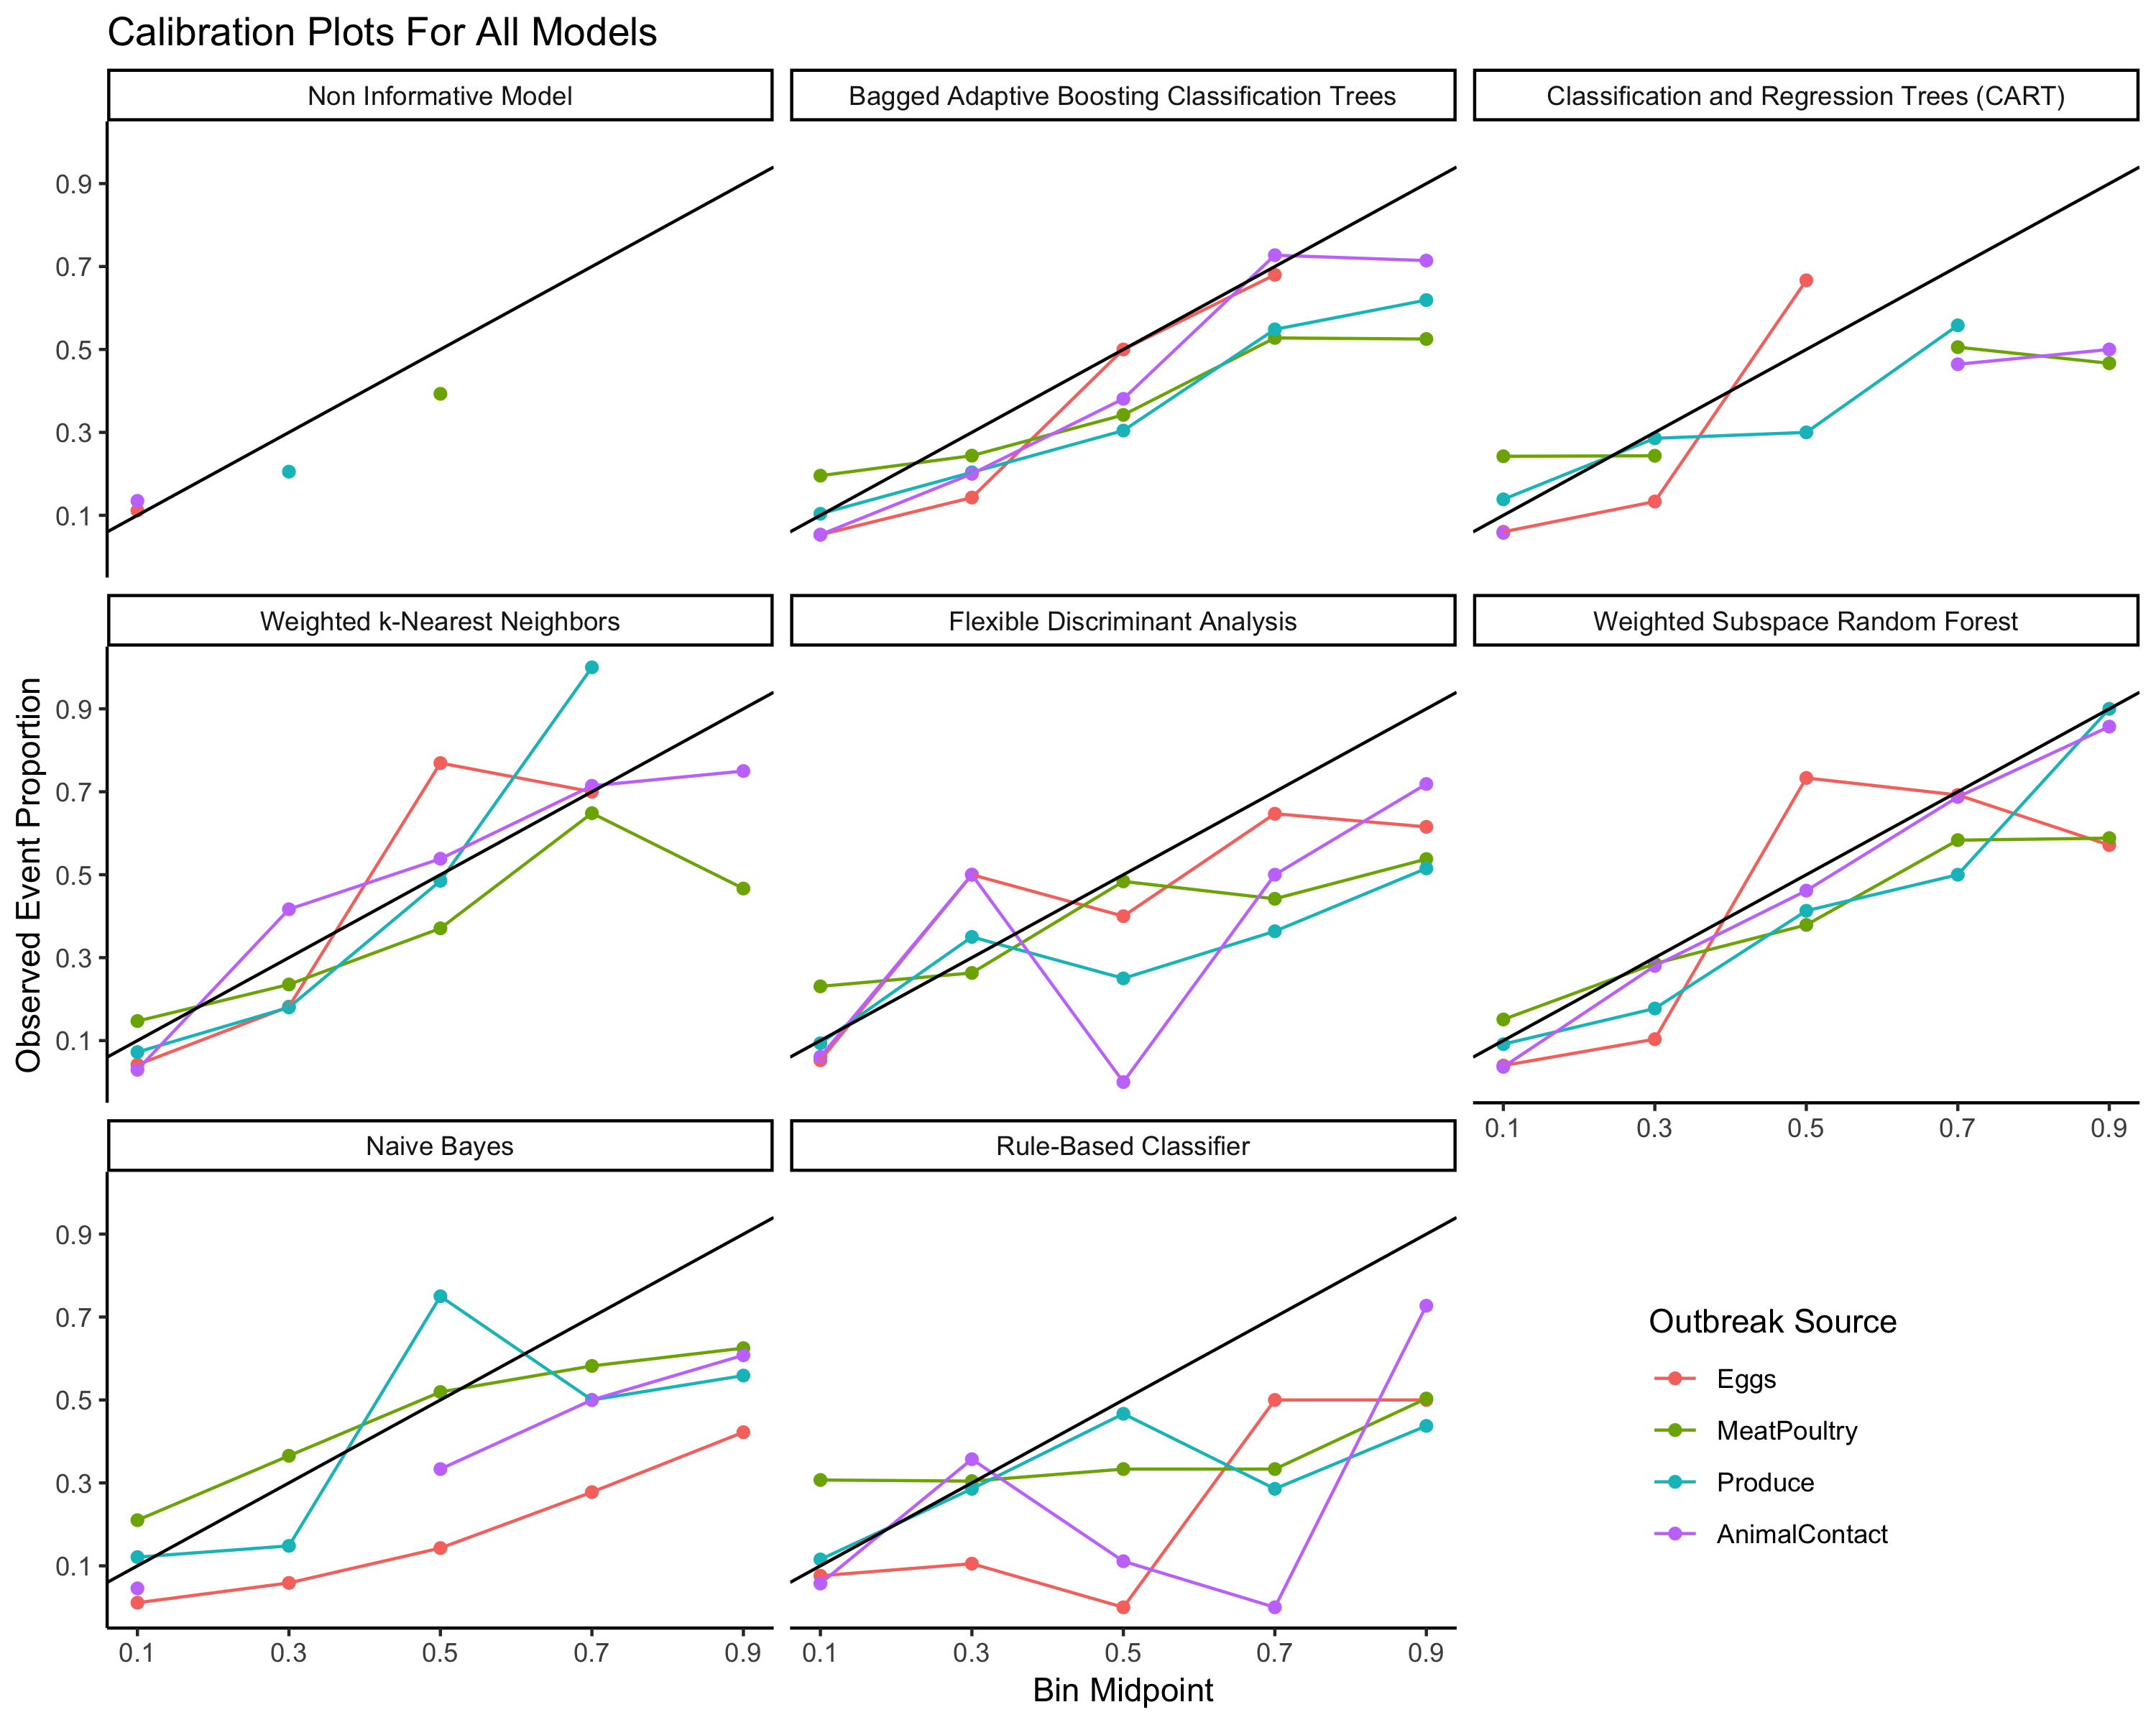 Calibration Plots For All Models
Non Informative Model
Bagged Adaptive Boosting Classification Trees
Classification and Regression Trees (CART)
0.9
0.7
0.5
0.3
0.1
Weighted k-Nearest Neighbors
Flexible Discriminant Analysis
Weighted Subspace Random Forest
Observed Event Proportion
0.9
0.7
0.5
0.3
0.1
0.1 0.3 0.5 0.7 0.9
Naive Bayes
Rule-Based Classifier
0.9
0.7
0.5
0.3
0.1
0.1 0.3 0.5 0.7 0.9
0.1 0.3 0.5 0.7 0.9
Bin Midpoint
Outbreak Source
Eggs
MeatPoultry
Produce
AnimalContact